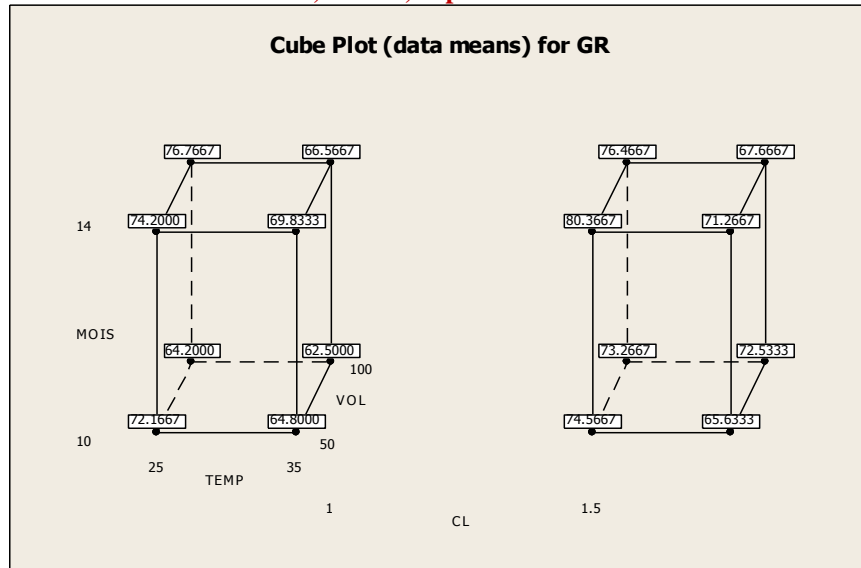 Cube Plot (data means) for GR
76.7667 66.5667 76.4667 67.6667
74.2000 69.8333 80.3667 71.2667
14
MOIS
64.2000 62.5000 73.2667 72.5333
100
VOL
72.1667 64.8000 74.5667 65.6333
10 50
25 35
TEMP
1 1.5
CL